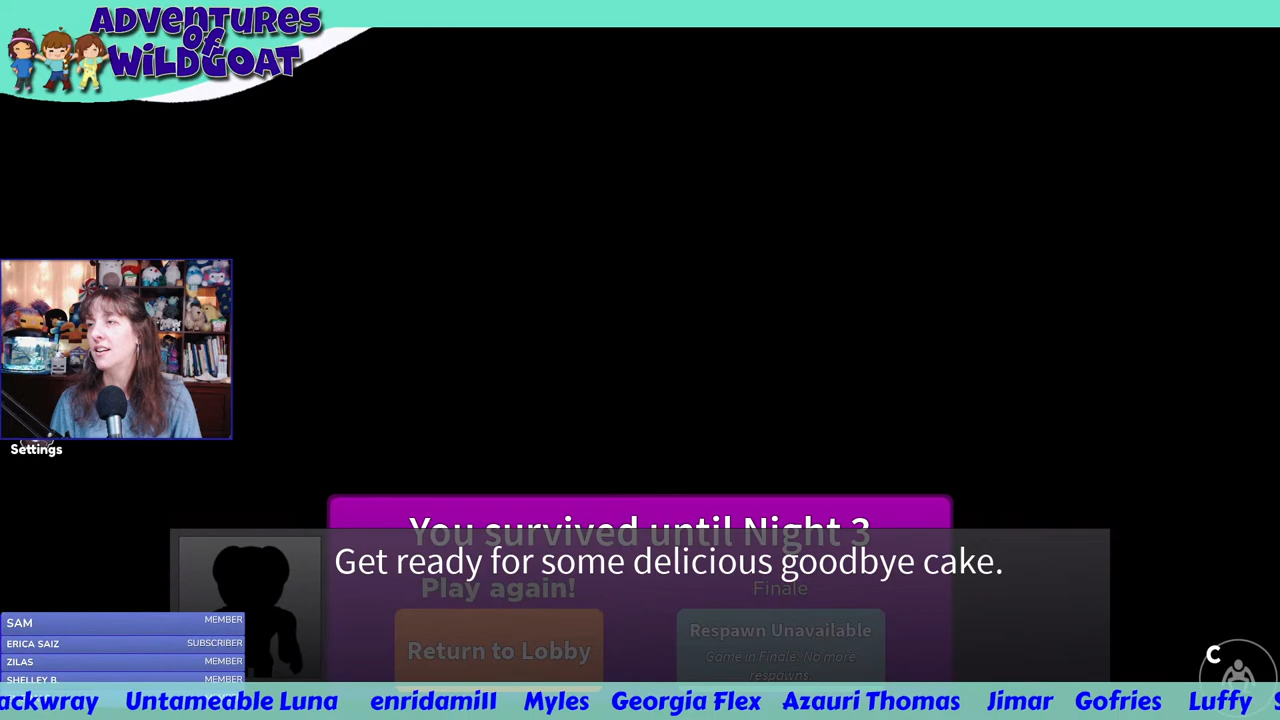 ADVENTURES
OF
WILDGOAT
Settings
You survived until Night 3
Get ready for some delicious goodbye cake.
Play again!
Finale
Return to Lobby
Respawn Unavailable
Game in Finale. No more
respawns.
SAM MEMBER
ERICA SAIZ SUBSCRIBER
ZILAS MEMBER
SHELLEY B. MEMBER
C
ackwray Untameable Luna enridami11 Myles Georgia Flex Azauri Thomas Jimar Gofries Luffy S